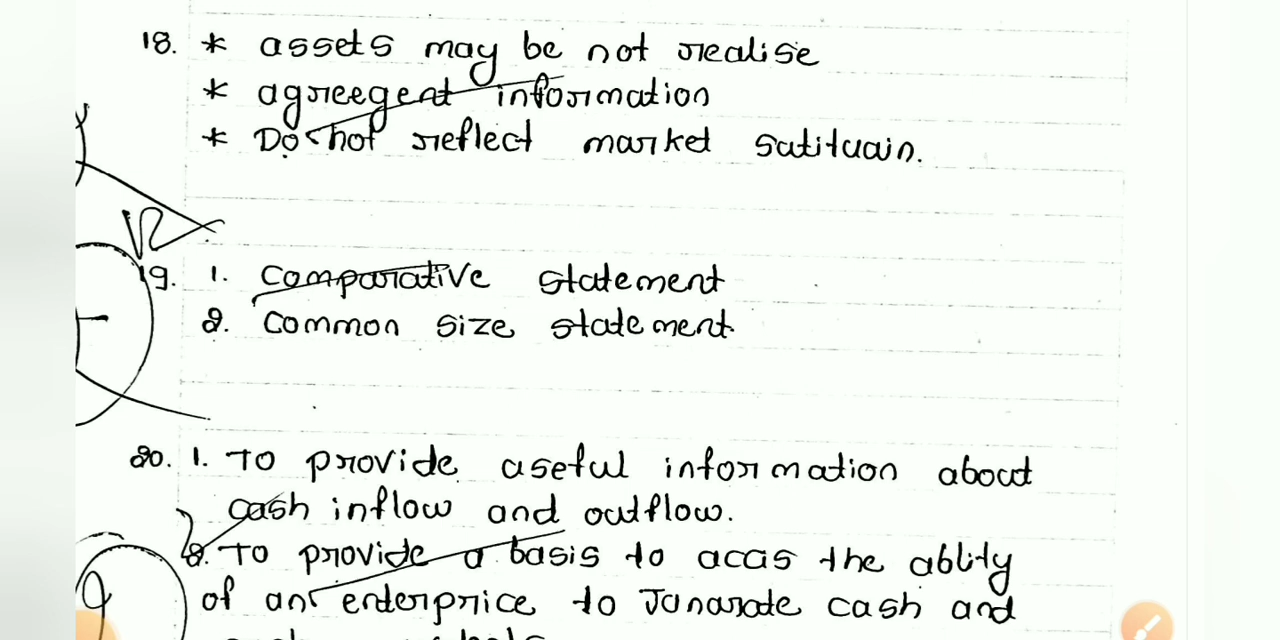 18. * assets may be not realise
* agreegent information
* Do not reflect market satituain.
19. 1. comparative statement
2. common size statement
20. 1. To provide aseful information about
cash inflow and outflow.
2. To provide a basis to acas the ablity
of an enterprice to Janarate cash and